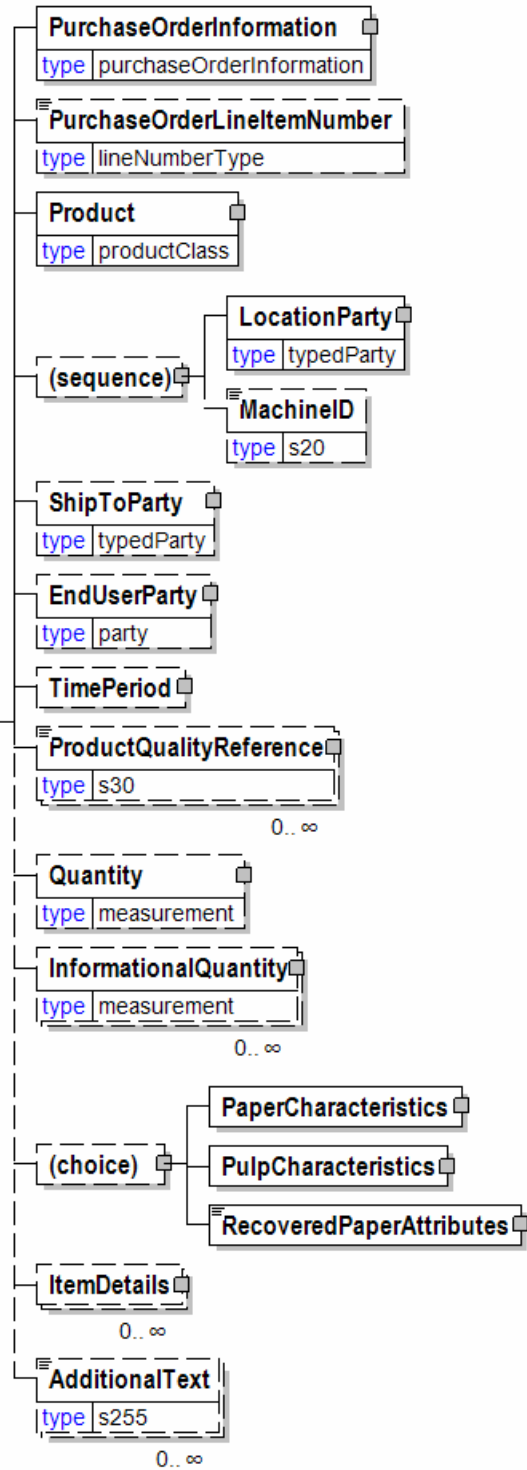 PurchaseOrderInformation
type purchaseOrderInformation
PurchaseOrderLineItemNumber
type lineNumberType
Product
type productClass
(sequence)
LocationParty
type typedParty
MachineID
type s20
ShipToParty
type typedParty
EndUserParty
type party
TimePeriod
ProductQualityReference
type s30
0.. ∞
Quantity
type measurement
InformationalQuantity
type measurement
0.. ∞
(choice)
PaperCharacteristics
PulpCharacteristics
RecoveredPaperAttributes
ItemDetails
0.. ∞
AdditionalText
type s255
0.. ∞